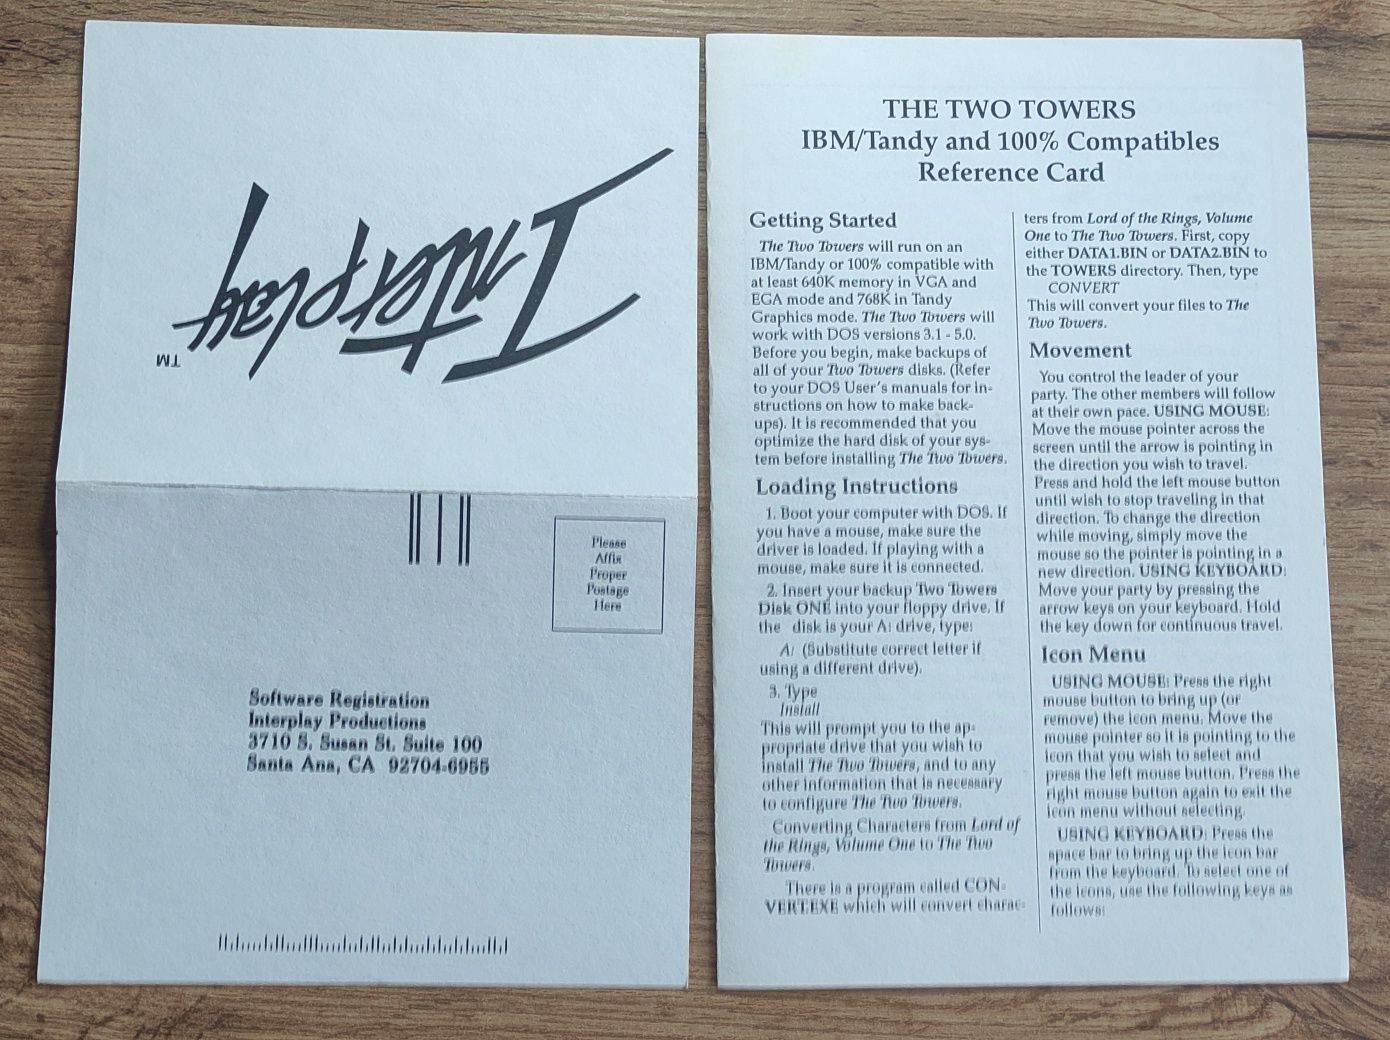 Interplay
TM
Please
Affix
Proper
Postage
Here
Software Registration
Interplay Productions
3710 S. Susan St. Suite 100
Santa Ana, CA 92704-6955
THE TWO TOWERS
IBM/Tandy and 100% Compatibles
Reference Card
Getting Started
The Two Towers will run on an
IBM/Tandy or 100% compatible with
at least 640K memory in VGA and
EGA mode and 768K in Tandy
Graphics mode. The Two Towers will
work with DOS versions 3.1 - 5.0.
Before you begin, make backups of
all of your Two Towers disks. (Refer
to your DOS User's manuals for in-
structions on how to make back-
ups). It is recommended that you
optimize the hard disk of your sys-
tem before installing The Two Towers.
Loading Instructions
1. Boot your computer with DOS. If
you have a mouse, make sure the
driver is loaded. If playing with a
mouse, make sure it is connected.
2. Insert your backup Two Towers
Disk ONE into your floppy drive. If
the disk is your A: drive, type:
A: (Substitute correct letter if
using a different drive).
3. Type
Install
This will prompt you to the ap-
propriate drive that you wish to
install The Two Towers, and to any
other information that is necessary
to configure The Two Towers.
Converting Characters from Lord of
the Rings, Volume One to The Two
Towers.
There is a program called CON-
VERT.EXE which will convert charac-
ters from Lord of the Rings, Volume
One to The Two Towers. First, copy
either DATA1.BIN or DATA2.BIN to
the TOWERS directory. Then, type
CONVERT
This will convert your files to The
Two Towers.
Movement
You control the leader of your
party. The other members will follow
at their own pace. USING MOUSE:
Move the mouse pointer across the
screen until the arrow is pointing in
the direction you wish to travel.
Press and hold the left mouse button
until wish to stop traveling in that
direction. To change the direction
while moving, simply move the
mouse so the pointer is pointing in a
new direction. USING KEYBOARD:
Move your party by pressing the
arrow keys on your keyboard. Hold
the key down for continuous travel.
Icon Menu
USING MOUSE: Press the right
mouse button to bring up (or
remove) the icon menu. Move the
mouse pointer so it is pointing to the
icon that you wish to select and
press the left mouse button. Press the
right mouse button again to exit the
icon menu without selecting.
USING KEYBOARD: Press the
space bar to bring up the icon bar
from the keyboard. To select one of
the icons, use the following keys as
follows: